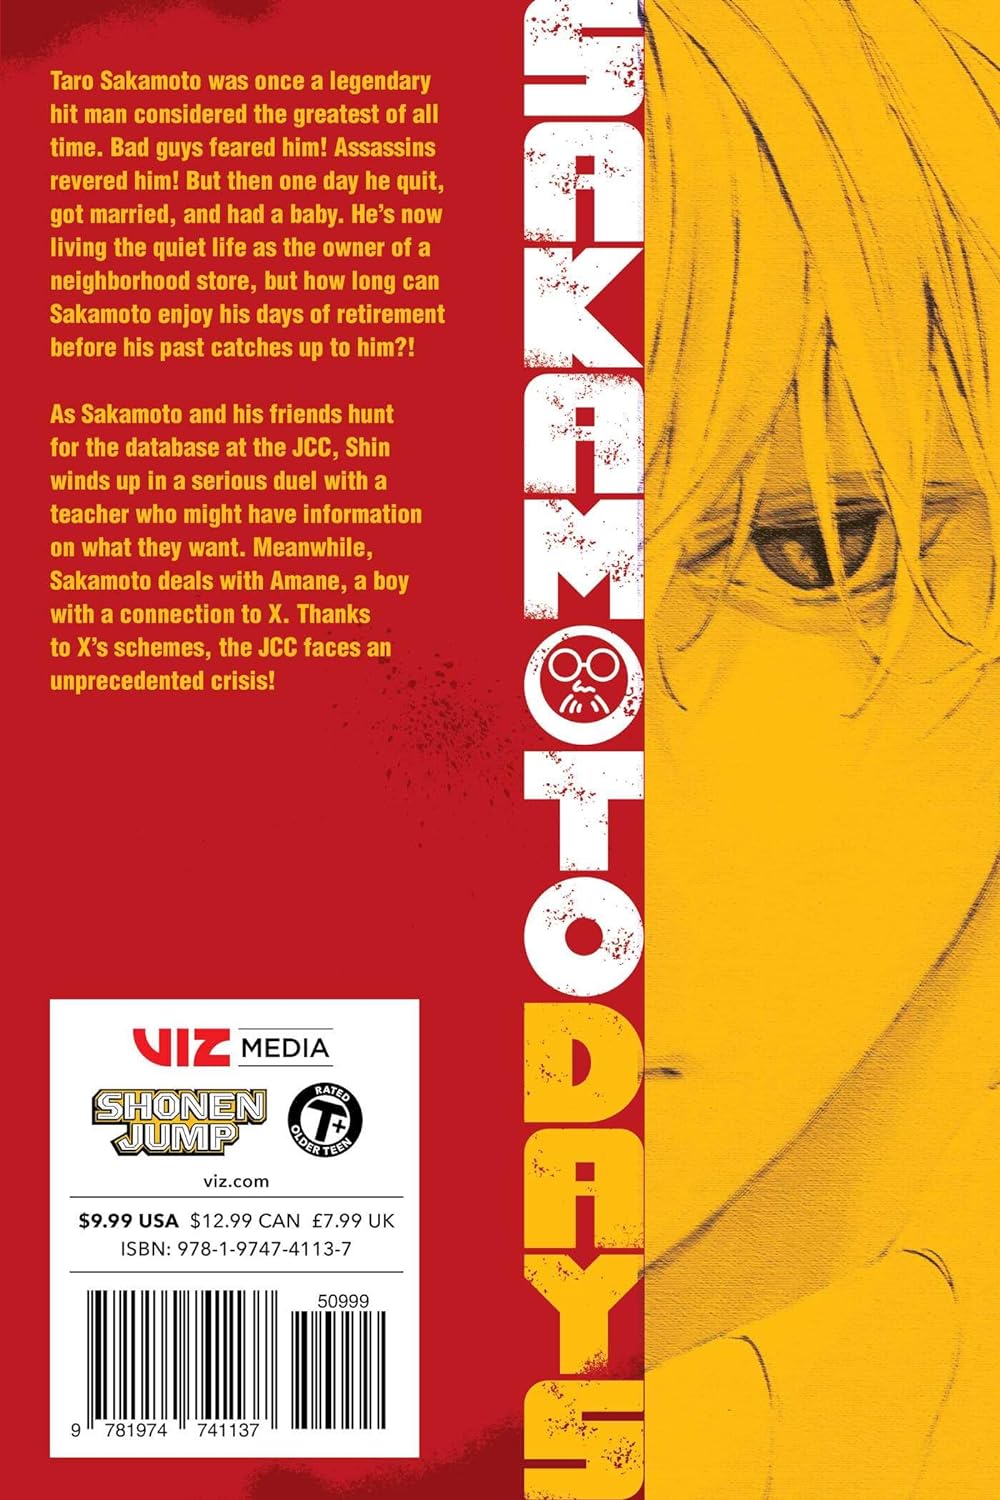 Taro Sakamoto was once a legendary
hit man considered the greatest of all
time. Bad guys feared him! Assassins
revered him! But then one day he quit,
got married, and had a baby. He's now
living the quiet life as the owner of a
neighborhood store, but how long can
Sakamoto enjoy his days of retirement
before his past catches up to him?!
As Sakamoto and his friends hunt
for the database at the JCC, Shin
winds up in a serious duel with a
teacher who might have information
on what they want. Meanwhile,
Sakamoto deals with Amane, a boy
with a connection to X. Thanks
to X's schemes, the JCC faces an
unprecedented crisis!
SAKAMOTO DAYS
VIZ MEDIA
SHONEN
JUMP
RATED
T+
OLDER TEEN
viz.com
$9.99 USA $12.99 CAN £7.99 UK
ISBN: 978-1-9747-4113-7
50999
9 781974 741137